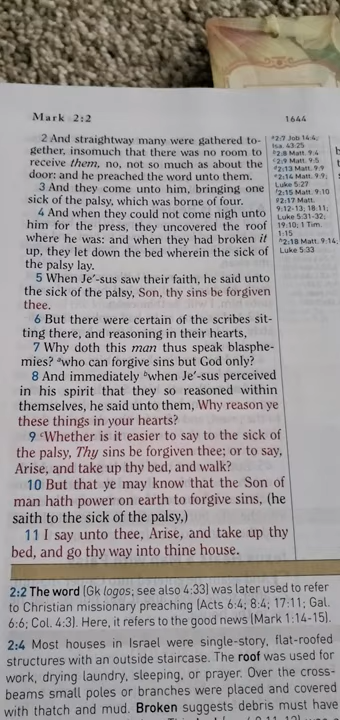 Mark 2:2
1644
2 And straightway many were gathered to-
gether, insomuch that there was no room to
receive them, no, not so much as about the
door: and he preached the word unto them.
3 And they come unto him, bringing one
sick of the palsy, which was borne of four.
4 And when they could not come nigh unto
him for the press, they uncovered the roof
where he was: and when they had broken it
up, they let down the bed wherein the sick of
the palsy lay.
5 When Je′-sus saw their faith, he said unto
the sick of the palsy, Son, thy sins be forgiven
thee.
6 But there were certain of the scribes sit-
ting there, and reasoning in their hearts,
7 Why doth this man thus speak blasphe-
mies? ᵃwho can forgive sins but God only?
8 And immediately ᵇwhen Je′-sus perceived
in his spirit that they so reasoned within
themselves, he said unto them, Why reason ye
these things in your hearts?
9 ᶜWhether is it easier to say to the sick of
the palsy, Thy sins be forgiven thee; or to say,
Arise, and take up thy bed, and walk?
10 But that ye may know that the Son of
man hath power on earth to forgive sins, (he
saith to the sick of the palsy,)
11 I say unto thee, Arise, and take up thy
bed, and go thy way into thine house.
ᵃ2:7 Job 14:4;
Isa. 43:25
ᵇ2:8 Matt. 9:4
ᶜ2:9 Matt. 9:5
2:13 Matt. 9:9
2:14 Matt. 9:9;
Luke 5:27
2:15 Matt. 9:10
2:17 Matt.
9:12-13; 18:11;
Luke 5:31-32;
19:10; 1 Tim.
1:15
2:18 Matt. 9:14;
Luke 5:33
2:2 The word (Gk logos; see also 4:33) was later used to refer
to Christian missionary preaching (Acts 6:4; 8:4; 17:11; Gal.
6:6; Col. 4:3). Here, it refers to the good news (Mark 1:14-15).
2:4 Most houses in Israel were single-story, flat-roofed
structures with an outside staircase. The roof was used for
work, drying laundry, sleeping, or prayer. Over the cross-
beams small poles or branches were placed and covered
with thatch and mud. Broken suggests debris must have